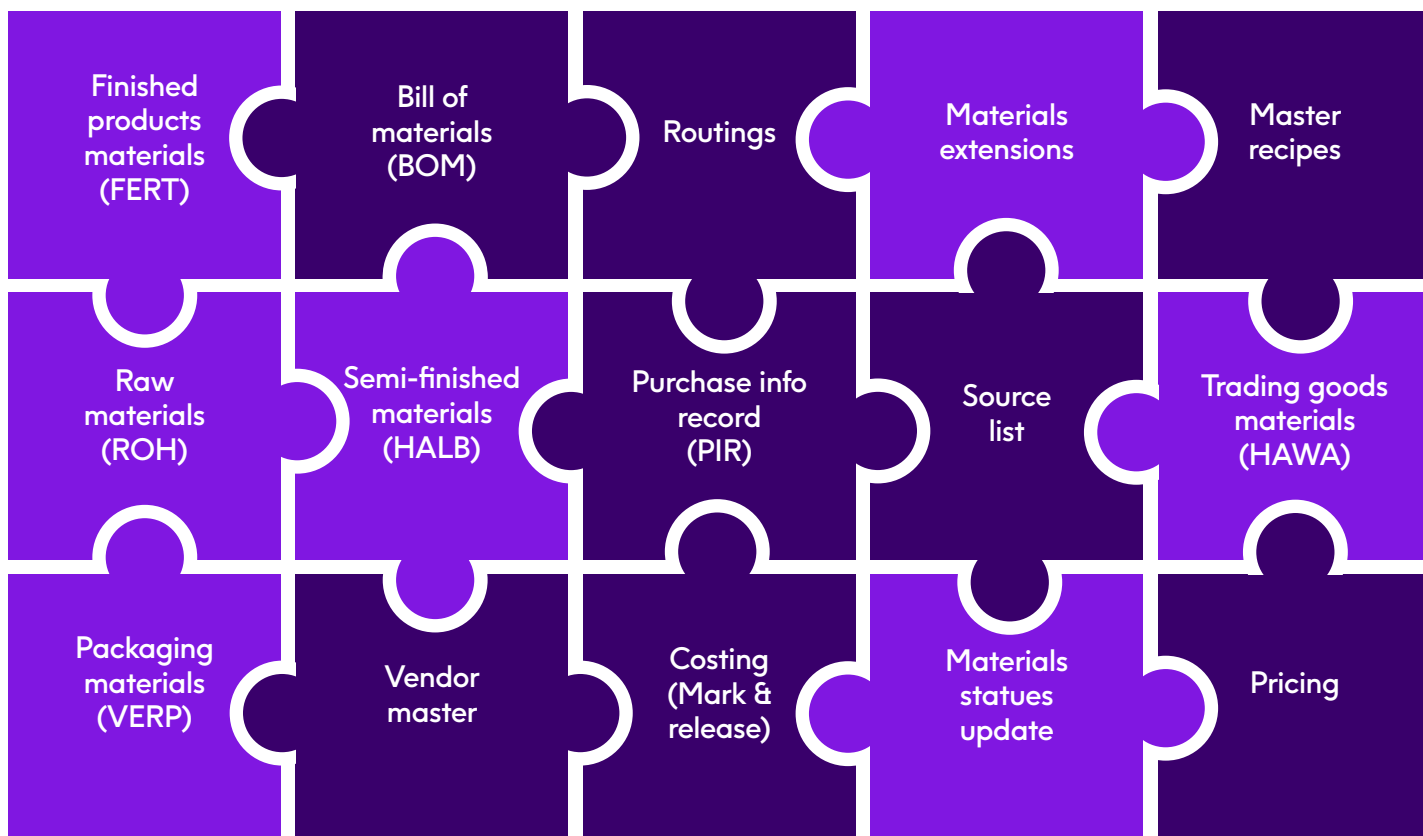 Finished
products
materials
(FERT)
Bill of
materials
(BOM)
Routings
Materials
extensions
Master
recipes
Raw
materials
(ROH)
Semi-finished
materials
(HALB)
Purchase info
record
(PIR)
Source
list
Trading goods
materials
(HAWA)
Packaging
materials
(VERP)
Vendor
master
Costing
(Mark &
release)
Materials
statues
update
Pricing